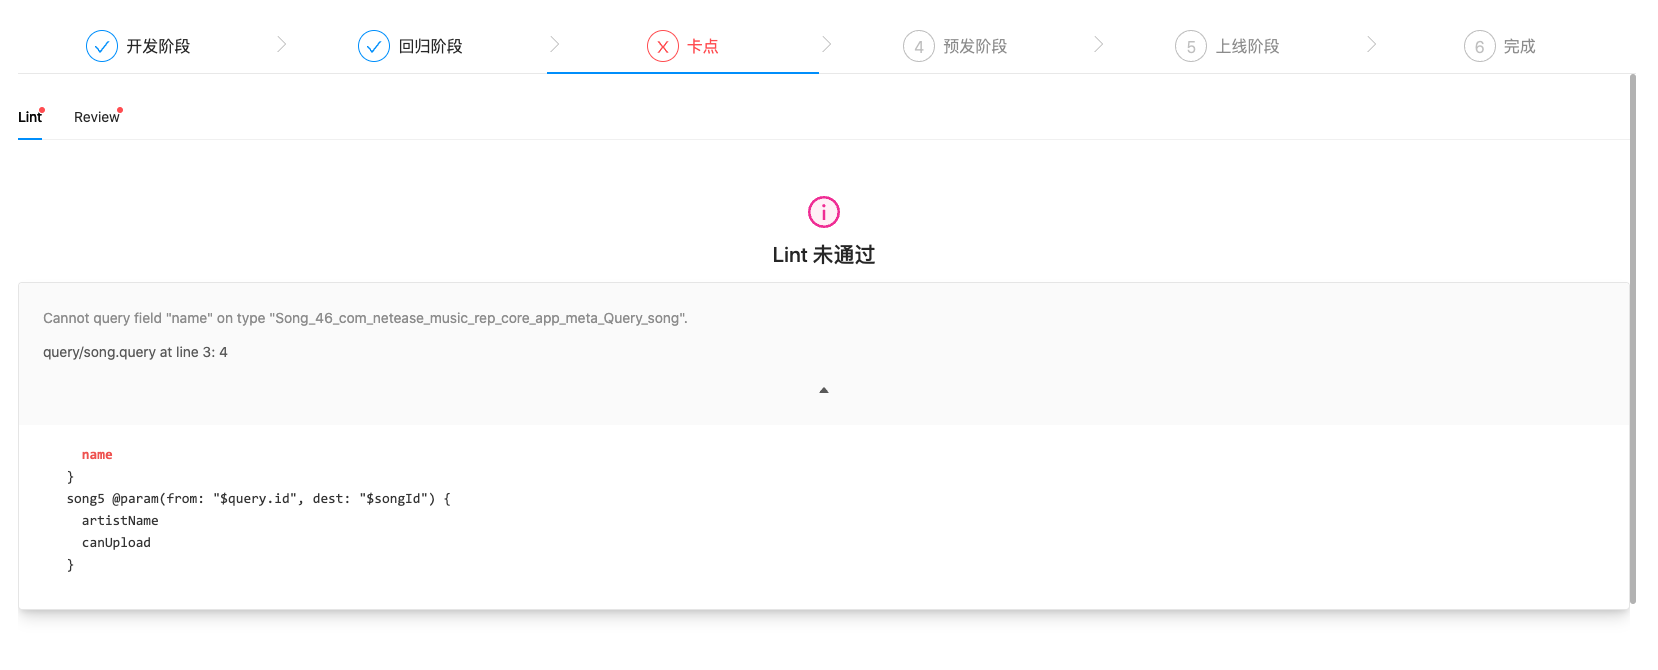 开发阶段
回归阶段
X 卡点
4 预发阶段
5 上线阶段
6 完成
Lint
Review
Lint 未通过
Cannot query field "name" on type "Song_46_com_netease_music_rep_core_app_meta_Query_song".
query/song.query at line 3: 4
name
}
song5 @param(from: "$query.id", dest: "$songId") {
artistName
canUpload
}